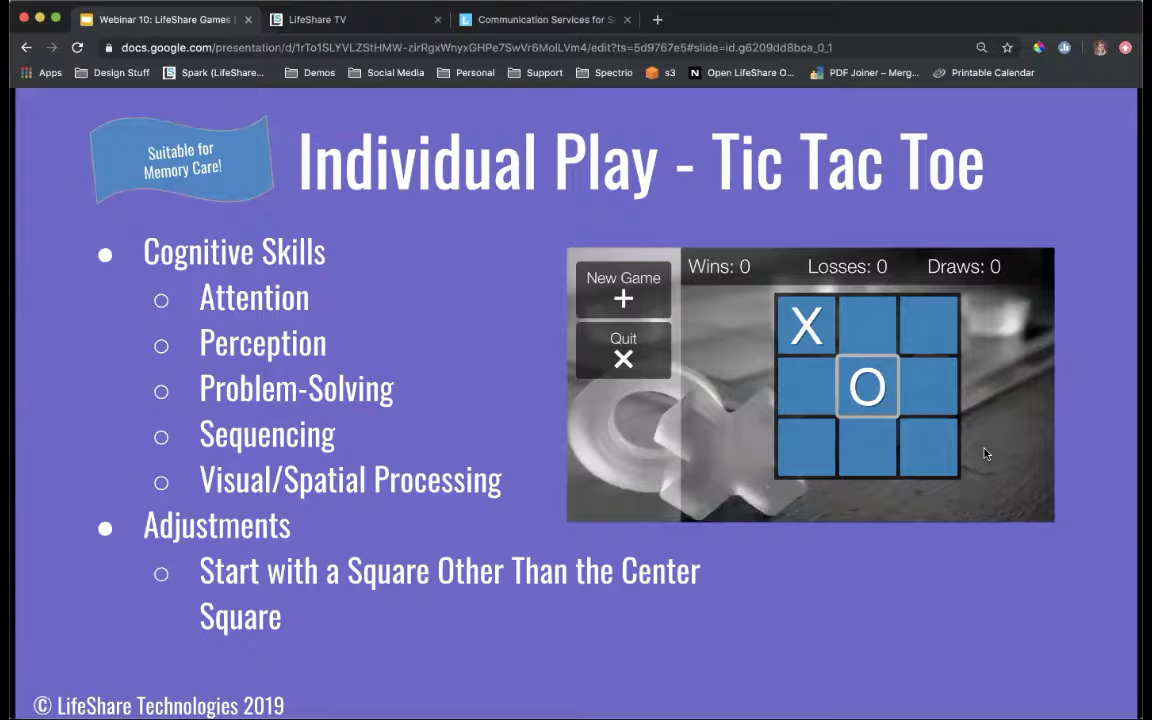 Webinar 10: LifeShare Games
LifeShare TV
Communication Services for S
docs.google.com/presentation/d/1rTo1SLYVLZStHMW-zirRgxWnyxGHPe7SwVr6MoILVm4/edit?ts=5d9767e5#slide=id.g6209dd8bca_0_1
Apps
Design Stuff
Spark (LifeShare...
Demos
Social Media
Personal
Support
Spectrio
s3
Open LifeShare O...
PDF Joiner – Merg...
Printable Calendar
Suitable for
Memory Care!
Individual Play - Tic Tac Toe
Cognitive Skills
Attention
Perception
Problem-Solving
Sequencing
Visual/Spatial Processing
Adjustments
Start with a Square Other Than the Center
Square
New Game
+
Quit
Wins: 0 Losses: 0 Draws: 0
X
O
© LifeShare Technologies 2019